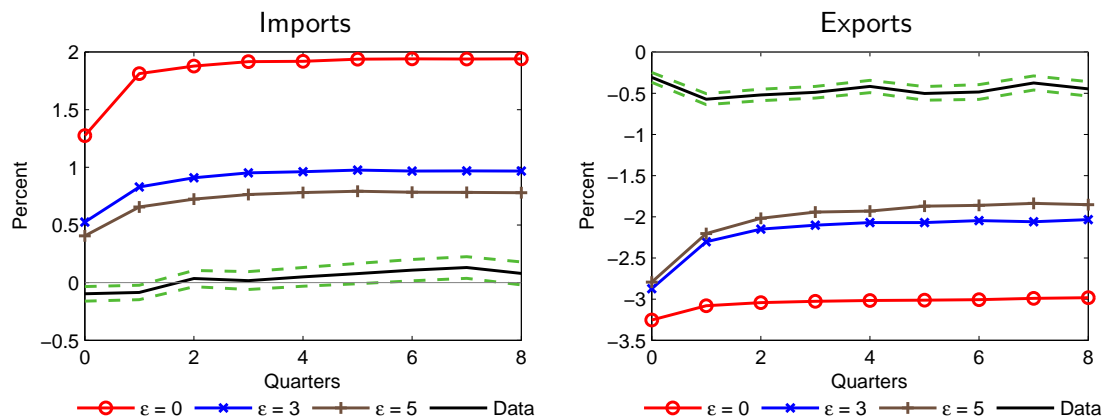 Imports
2
1.5
1
0.5
0
−0.5
Percent
0 2 4 6 8
Quarters
ε = 0 ε = 3 ε = 5 Data
Exports
0
−0.5
−1
−1.5
−2
−2.5
−3
−3.5
Percent
0 2 4 6 8
Quarters
ε = 0 ε = 3 ε = 5 Data